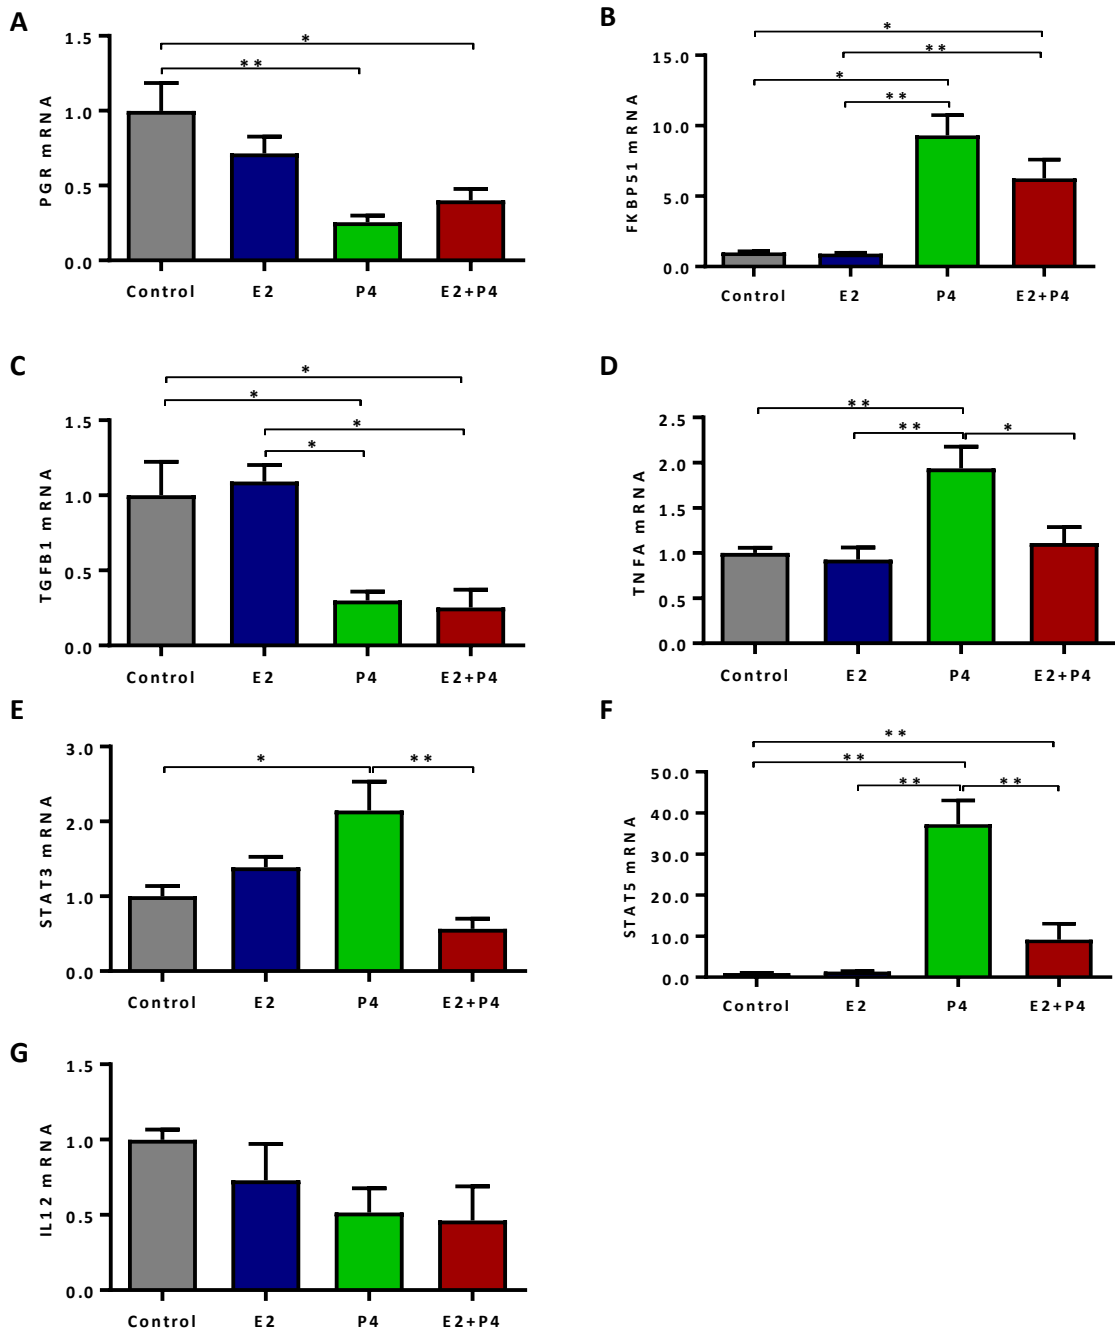 A
PGR mRNA
1.5
1.0
0.5
0.0
*
**
Control E2 P4 E2+P4
B
FKBP51 mRNA
15.0
10.0
5.0
0.0
*
**
*
**
Control E2 P4 E2+P4
C
TGFB1 mRNA
1.5
1.0
0.5
0.0
*
*
*
*
Control E2 P4 E2+P4
D
TNFA mRNA
2.5
2.0
1.5
1.0
0.5
0.0
**
** *
Control E2 P4 E2+P4
E
STAT3 mRNA
3.0
2.0
1.0
0.0
* **
Control E2 P4 E2+P4
F
STAT5 mRNA
50.0
40.0
30.0
20.0
10.0
0.0
**
**
** **
Control E2 P4 E2+P4
G
IL12 mRNA
1.5
1.0
0.5
0.0
Control E2 P4 E2+P4